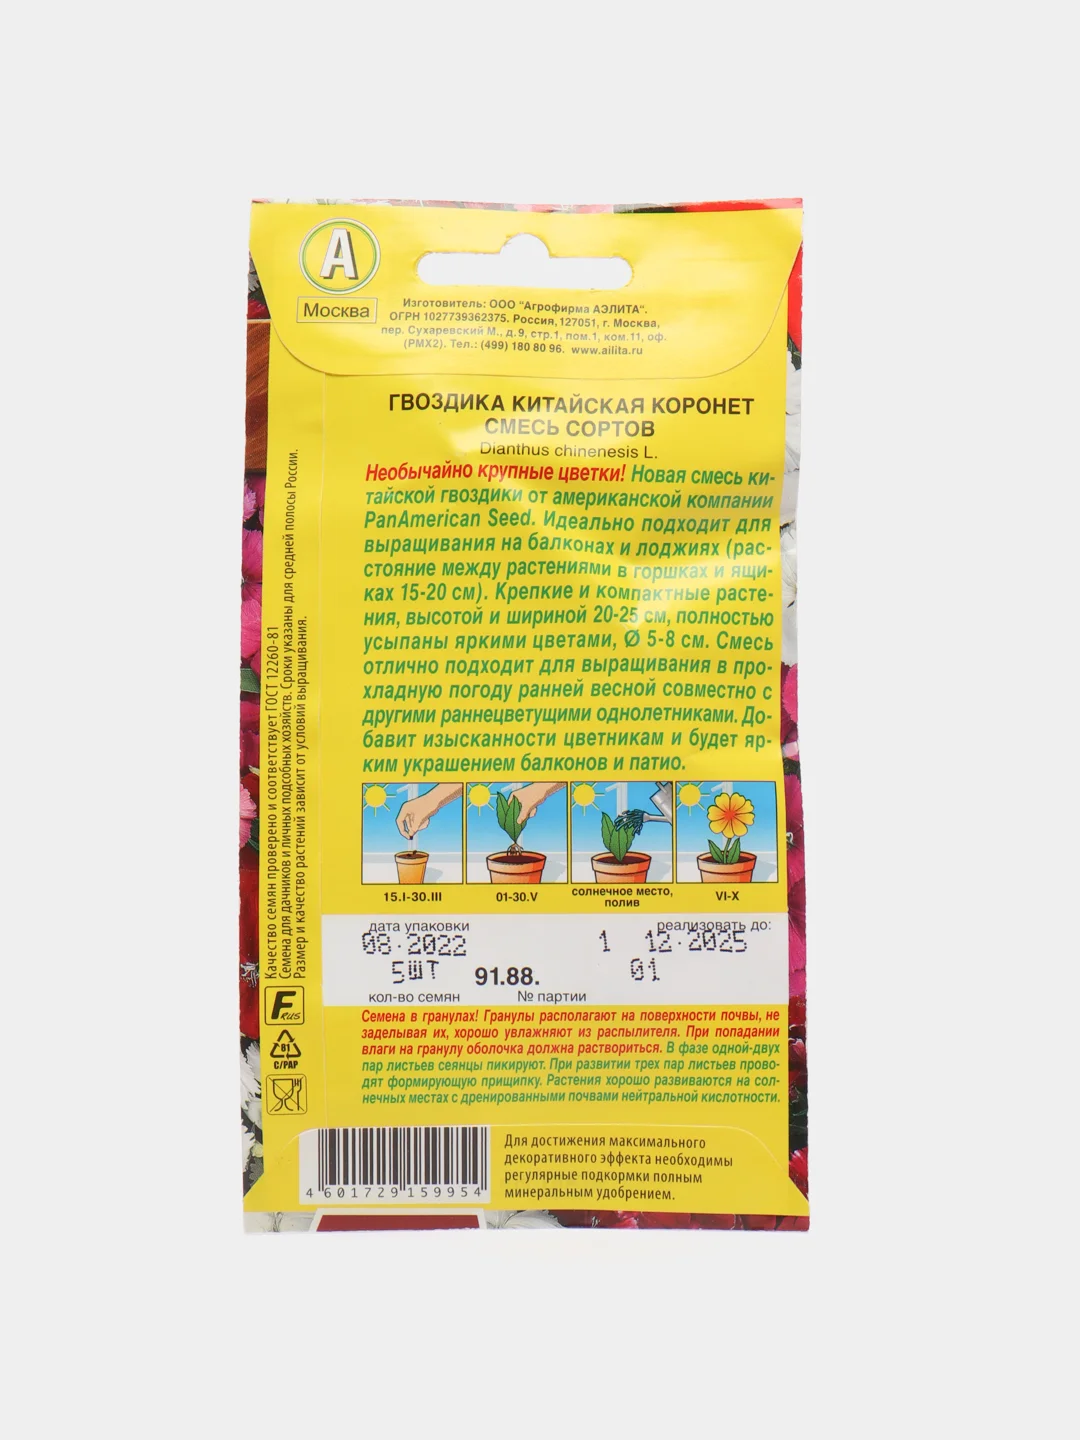 А
Москва
Изготовитель: ООО "Агрофирма АЭЛИТА".
ОГРН 1027739362375. Россия, 127051, г. Москва,
пер. Сухаревский М., д.9, стр.1, пом.1, ком.11, оф.
(РМХ2). Тел.: (499) 180 80 96. www.ailita.ru
ГВОЗДИКА КИТАЙСКАЯ КОРОНЕТ
СМЕСЬ СОРТОВ
Dianthus chinenesis L.
Необычайно крупные цветки! Новая смесь ки-
тайской гвоздики от американской компании
PanAmerican Seed. Идеально подходит для
выращивания на балконах и лоджиях (рас-
стояние между растениями в горшках и ящи-
ках 15-20 см). Крепкие и компактные расте-
ния, высотой и шириной 20-25 см, полностью
усыпаны яркими цветами, Ø 5-8 см. Смесь
отлично подходит для выращивания в про-
хладную погоду ранней весной совместно с
другими раннецветущими однолетниками. До-
бавит изысканности цветникам и будет яр-
ким украшением балконов и патио.
15.I-30.III
01-30.V
солнечное место,
полив
VI-X
дата упаковки
реализовать до:
08·2022
1 12·2025
5ШТ
91.88.
01
кол-во семян
№ партии
Семена в гранулах! Гранулы располагают на поверхности почвы, не
заделывая их, хорошо увлажняют из распылителя. При попадании
влаги на гранулу оболочка должна раствориться. В фазе одной-двух
пар листьев сеянцы пикируют. При развитии трех пар листьев прово-
дят формирующую прищипку. Растения хорошо развиваются на сол-
нечных местах с дренированными почвами нейтральной кислотности.
Для достижения максимального
декоративного эффекта необходимы
регулярные подкормки полным
минеральным удобрением.
4 601729 159954
Качество семян проверено и соответствует ГОСТ 12260-81
Семена для дачников и личных подсобных хозяйств. Сроки указаны для средней полосы России.
Размер и качество растений зависит от условий выращивания.
F RUS
81
C/PAP